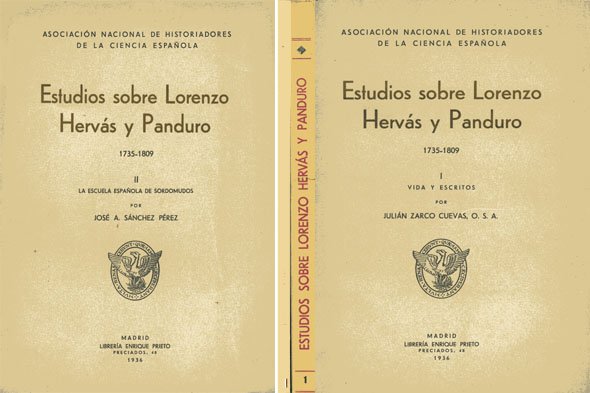 ASOCIACIÓN NACIONAL DE HISTORIADORES
DE LA CIENCIA ESPAÑOLA
Estudios sobre Lorenzo
Hervás y Panduro
1735-1809
II
LA ESCUELA ESPAÑOLA DE SORDOMUDOS
POR
JOSÉ A. SÁNCHEZ PÉREZ
MADRID
LIBRERÍA ENRIQUE PRIETO
PRECIADOS, 48
1936
ESTUDIOS SOBRE LORENZO HERVÁS Y PANDURO
1
ASOCIACIÓN NACIONAL DE HISTORIADORES
DE LA CIENCIA ESPAÑOLA
Estudios sobre Lorenzo
Hervás y Panduro
1735-1809
I
VIDA Y ESCRITOS
POR
JULIÁN ZARCO CUEVAS, O. S. A.
MADRID
LIBRERÍA ENRIQUE PRIETO
PRECIADOS, 48
1936